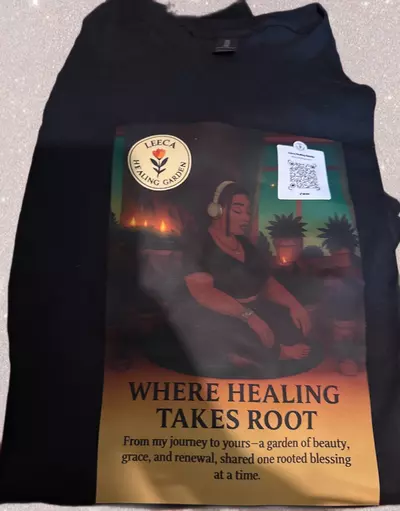 LEECA
HEALING GARDEN
WHERE HEALING
TAKES ROOT
From my journey to yours—a garden of beauty,
grace, and renewal, shared one rooted blessing
at a time.